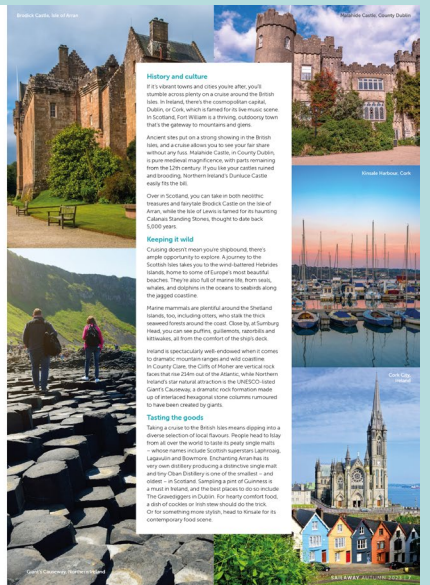 Brodick Castle, Isle of Arran
Malahide Castle, County Dublin
History and culture
If it's vibrant towns and cities you're after, you'll
stumble across plenty on a cruise around the British
Isles. In Ireland, there's the cosmopolitan capital,
Dublin, or Cork, which is famed for its live music scene.
In Scotland, Fort William is a thriving, outdoorsy town
that's the gateway to mountains and glens.
Ancient sites put on a strong showing in the British
Isles, and a cruise allows you to see your fair share
without any fuss. Malahide Castle, in County Dublin,
is pure medieval magnificence, with parts remaining
from the 12th century. If you like your castles ruined
and brooding, Northern Ireland's Dunluce Castle
easily fits the bill.
Over in Scotland, you can take in both neolithic
treasures and fairytale Brodick Castle on the Isle of
Arran, while the Isle of Lewis is famed for its haunting
Calanais Standing Stones, thought to date back
5,000 years.
Keeping it wild
Cruising doesn't mean you're shipbound, there's
ample opportunity to explore. A journey to the
Scottish Isles takes you to the wind-battered Hebrides
Islands, home to some of Europe's most beautiful
beaches. They're also full of marine life, from seals,
whales, and dolphins in the oceans to seabirds along
the jagged coastline.
Marine mammals are plentiful around the Shetland
Islands, too, including otters, who stalk the thick
seaweed forests around the coast. Close by, at Sumburg
Head, you can see puffins, guillemots, razorbills and
kittiwakes, all from the comfort of the ship's deck.
Ireland is spectacularly well-endowed when it comes
to dramatic mountain ranges and wild coastline.
In County Clare, the Cliffs of Moher are vertical rock
faces that rise 214m out of the Atlantic, while Northern
Ireland's star natural attraction is the UNESCO-listed
Giant's Causeway, a dramatic rock formation made
up of interlaced hexagonal stone columns rumoured
to have been created by giants.
Tasting the goods
Taking a cruise to the British Isles means dipping into a
diverse selection of local flavours. People head to Islay
from all over the world to taste its peaty single malts
– whose names include Scottish superstars Laphroaig,
Lagavulin and Bowmore. Enchanting Arran has its
very own distillery producing a distinctive single malt
and tiny Oban Distillery is one of the smallest – and
oldest – in Scotland. Sampling a pint of Guinness is
a must in Ireland, and the best places to do so include
The Gravediggers in Dublin. For hearty comfort food,
a dish of cockles or Irish stew should do the trick.
Or for something more stylish, head to Kinsale for its
contemporary food scene.
Kinsale Harbour, Cork
Cork City,
Ireland
Giant's Causeway, Northern Ireland
SAILAWAY AUTUMN 2023 | 7